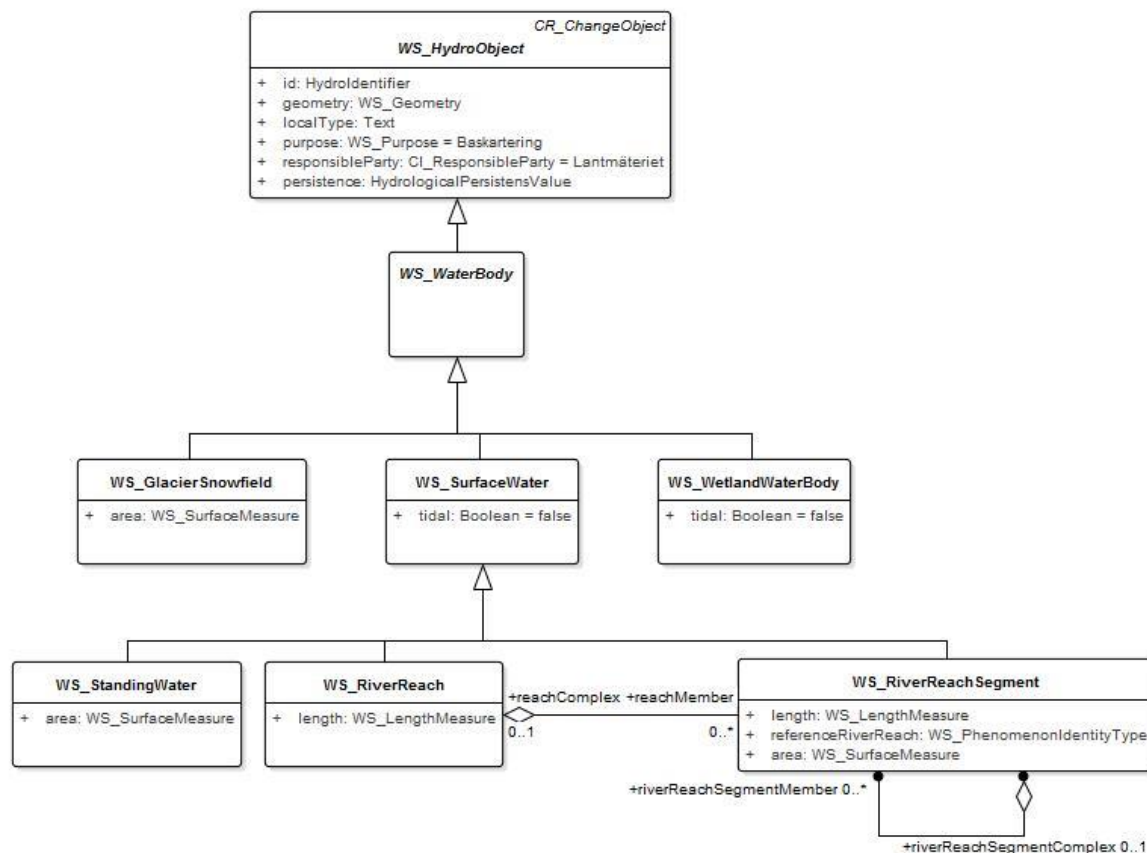 CR_ChangeObject
WS_HydroObject
+ id: HydroIdentifier
+ geometry: WS_Geometry
+ localType: Text
+ purpose: WS_Purpose = Baskartering
+ responsibleParty: CI_ResponsibleParty = Lantmäteriet
+ persistence: HydrologicalPersistensValue
WS_WaterBody
WS_GlacierSnowfield
+ area: WS_SurfaceMeasure
WS_SurfaceWater
+ tidal: Boolean = false
WS_WetlandWaterBody
+ tidal: Boolean = false
WS_StandingWater
+ area: WS_SurfaceMeasure
WS_RiverReach
+ length: WS_LengthMeasure
+reachComplex +reachMember
0..1 0..*
WS_RiverReachSegment
+ length: WS_LengthMeasure
+ referenceRiverReach: WS_PhenomenonIdentityType
+ area: WS_SurfaceMeasure
+riverReachSegmentMember 0..*
+riverReachSegmentComplex 0..1